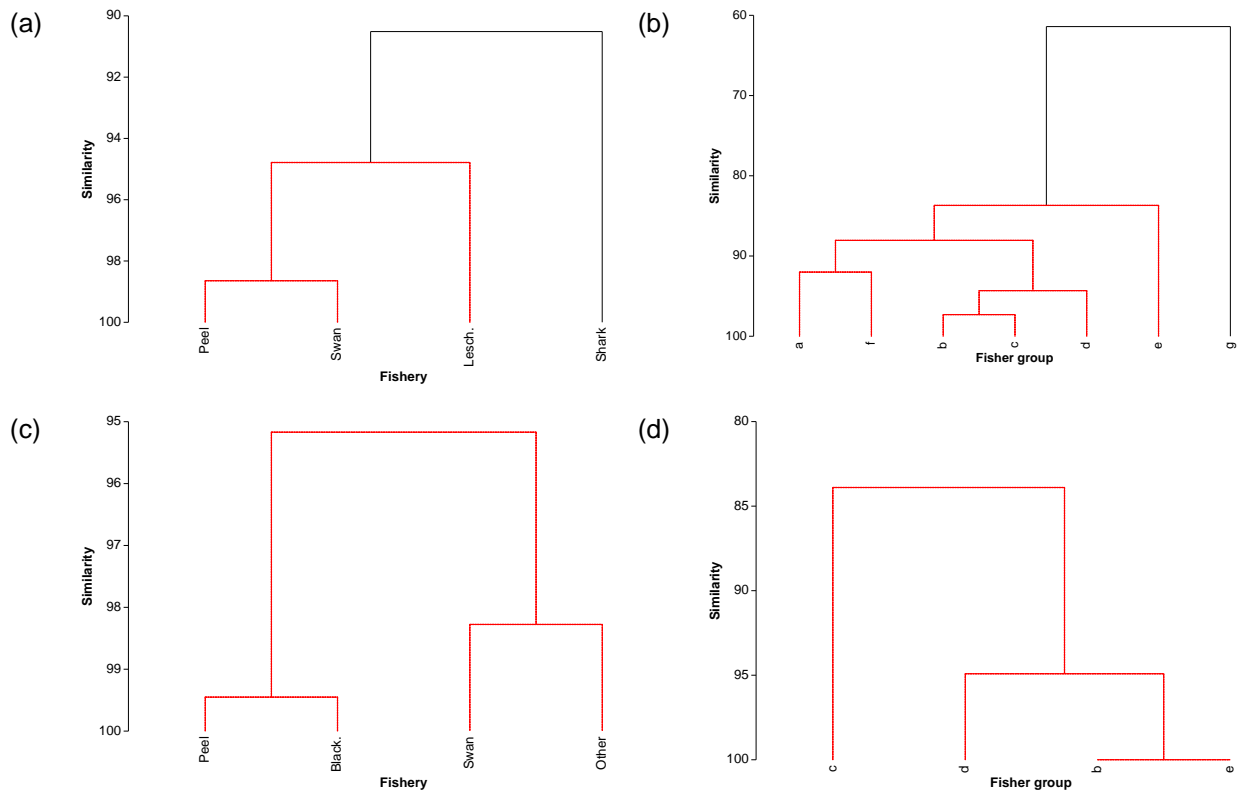 (a)
90
92
94
96
98
100
Similarity
Peel
Swan
Lesch.
Shark
Fishery
(b)
60
70
80
90
100
Similarity
a
f
b
c
d
e
g
Fisher group
(c)
95
96
97
98
99
100
Similarity
Peel
Black.
Swan
Other
Fishery
(d)
80
85
90
95
100
Similarity
c
d
b
e
Fisher group